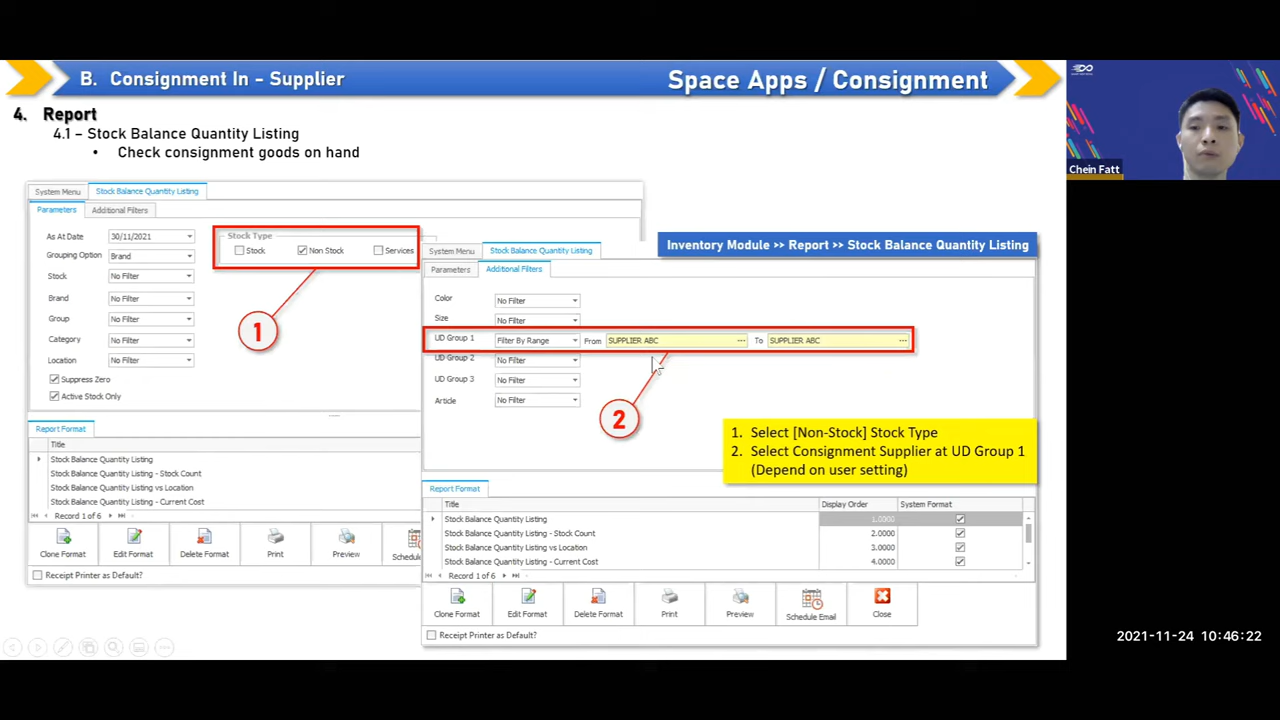 B. Consignment In - Supplier
Space Apps / Consignment
4. Report
4.1 – Stock Balance Quantity Listing
• Check consignment goods on hand
System Menu
Stock Balance Quantity Listing
Parameters
Additional Filters
As At Date
30/11/2021
Grouping Option
Brand
Stock
No Filter
Brand
No Filter
Group
No Filter
Category
No Filter
Location
No Filter
Suppress Zero
Active Stock Only
Stock Type
Stock
Non Stock
Services
1
Report Format
Title
Stock Balance Quantity Listing
Stock Balance Quantity Listing - Stock Count
Stock Balance Quantity Listing vs Location
Stock Balance Quantity Listing - Current Cost
Record 1 of 6
Clone Format
Edit Format
Delete Format
Print
Preview
Schedule
Receipt Printer as Default?
Inventory Module >> Report >> Stock Balance Quantity Listing
System Menu
Stock Balance Quantity Listing
Parameters
Additional Filters
Color
No Filter
Size
No Filter
UD Group 1
Filter By Range
From
SUPPLIER ABC
To
SUPPLIER ABC
UD Group 2
No Filter
UD Group 3
No Filter
Article
No Filter
2
1. Select [Non-Stock] Stock Type
2. Select Consignment Supplier at UD Group 1
(Depend on user setting)
Report Format
Title
Display Order
System Format
Stock Balance Quantity Listing
1.0000
Stock Balance Quantity Listing - Stock Count
2.0000
Stock Balance Quantity Listing vs Location
3.0000
Stock Balance Quantity Listing - Current Cost
4.0000
Record 1 of 6
Clone Format
Edit Format
Delete Format
Print
Preview
Schedule Email
Close
Receipt Printer as Default?
Chein Fatt
2021-11-24 10:46:22